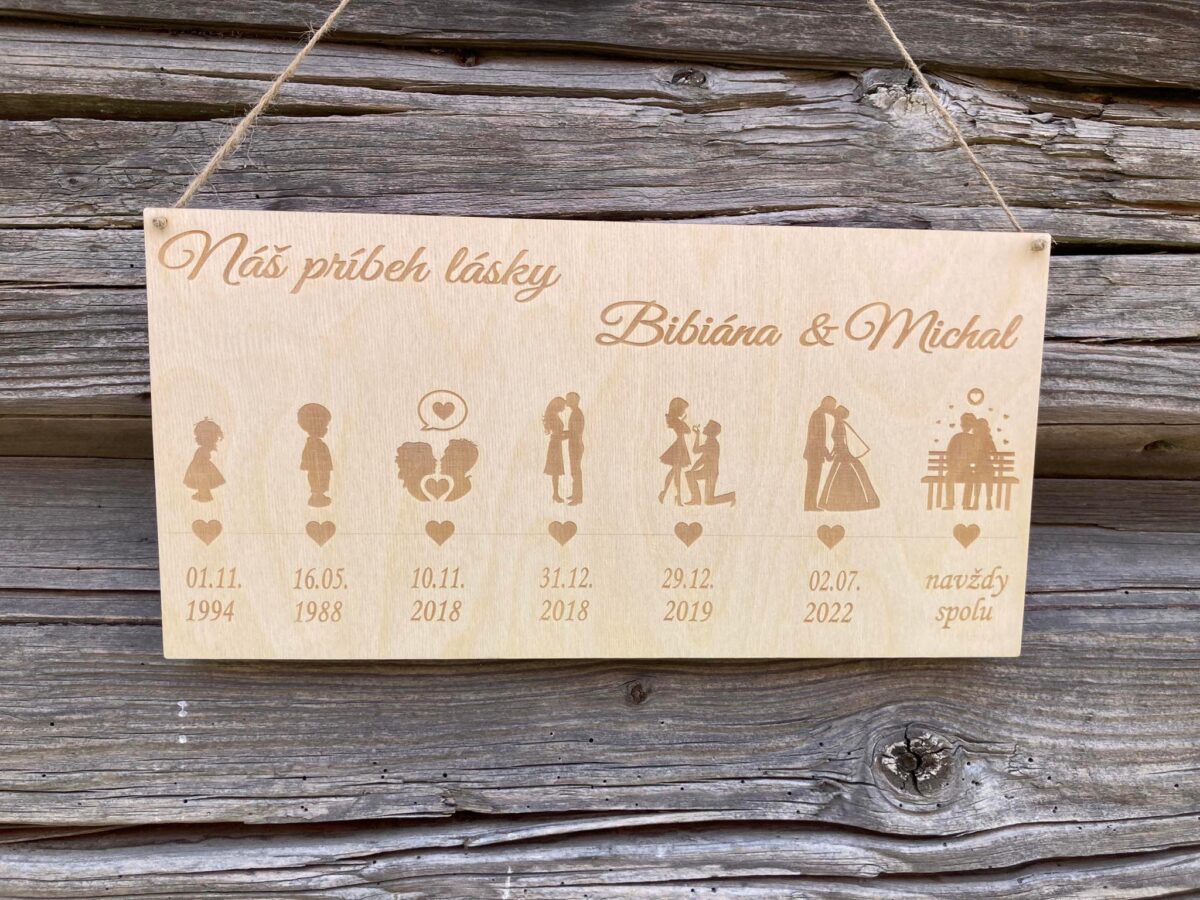 Náš príbeh lásky
Bibiána & Michal
01.11. 16.05. 10.11. 31.12. 29.12. 02.07. navždy
1994 1988 2018 2018 2019 2022 spolu